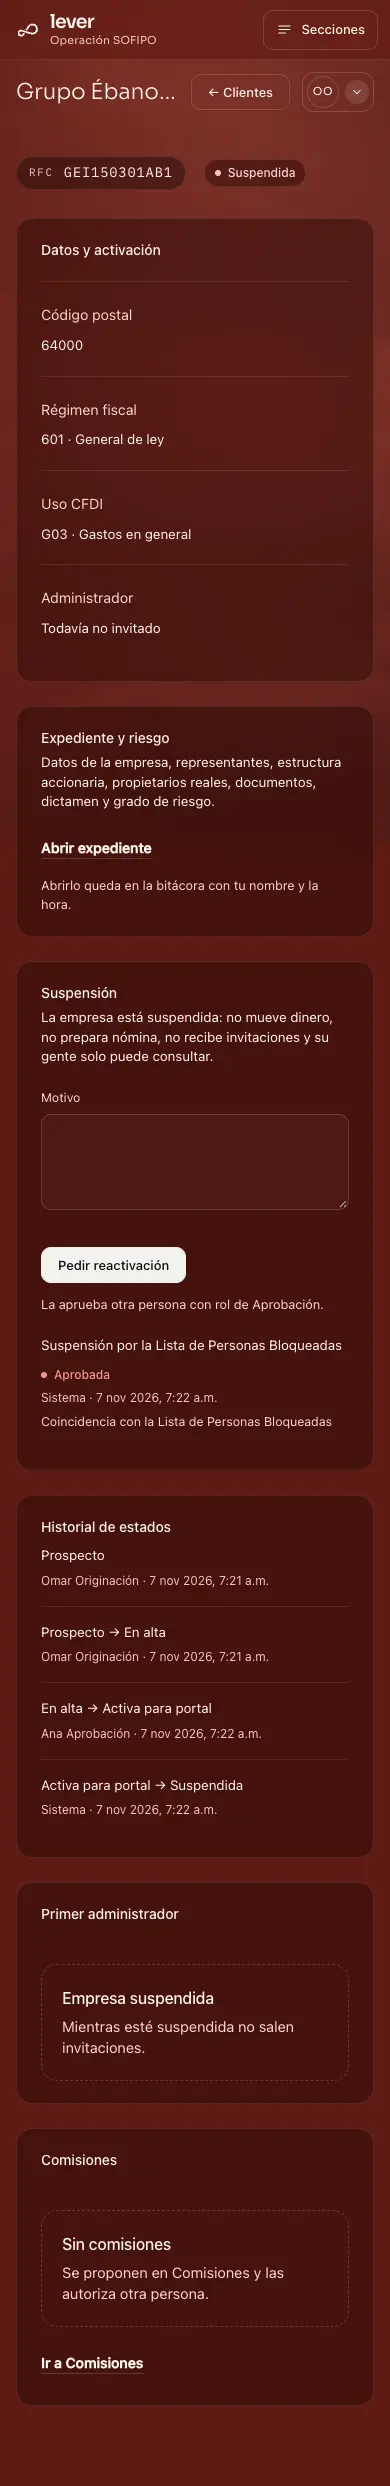 lever
Operación SOFIPO
Secciones
Grupo Ébano...
← Clientes
OO
RFC GEI150301AB1
Suspendida
Datos y activación
Código postal
64000
Régimen fiscal
601 · General de ley
Uso CFDI
G03 · Gastos en general
Administrador
Todavía no invitado
Expediente y riesgo
Datos de la empresa, representantes, estructura
accionaria, propietarios reales, documentos,
dictamen y grado de riesgo.
Abrir expediente
Abrirlo queda en la bitácora con tu nombre y la
hora.
Suspensión
La empresa está suspendida: no mueve dinero,
no prepara nómina, no recibe invitaciones y su
gente solo puede consultar.
Motivo
Pedir reactivación
La aprueba otra persona con rol de Aprobación.
Suspensión por la Lista de Personas Bloqueadas
Aprobada
Sistema · 7 nov 2026, 7:22 a.m.
Coincidencia con la Lista de Personas Bloqueadas
Historial de estados
Prospecto
Omar Originación · 7 nov 2026, 7:21 a.m.
Prospecto → En alta
Omar Originación · 7 nov 2026, 7:21 a.m.
En alta → Activa para portal
Ana Aprobación · 7 nov 2026, 7:22 a.m.
Activa para portal → Suspendida
Sistema · 7 nov 2026, 7:22 a.m.
Primer administrador
Empresa suspendida
Mientras esté suspendida no salen
invitaciones.
Comisiones
Sin comisiones
Se proponen en Comisiones y las
autoriza otra persona.
Ir a Comisiones